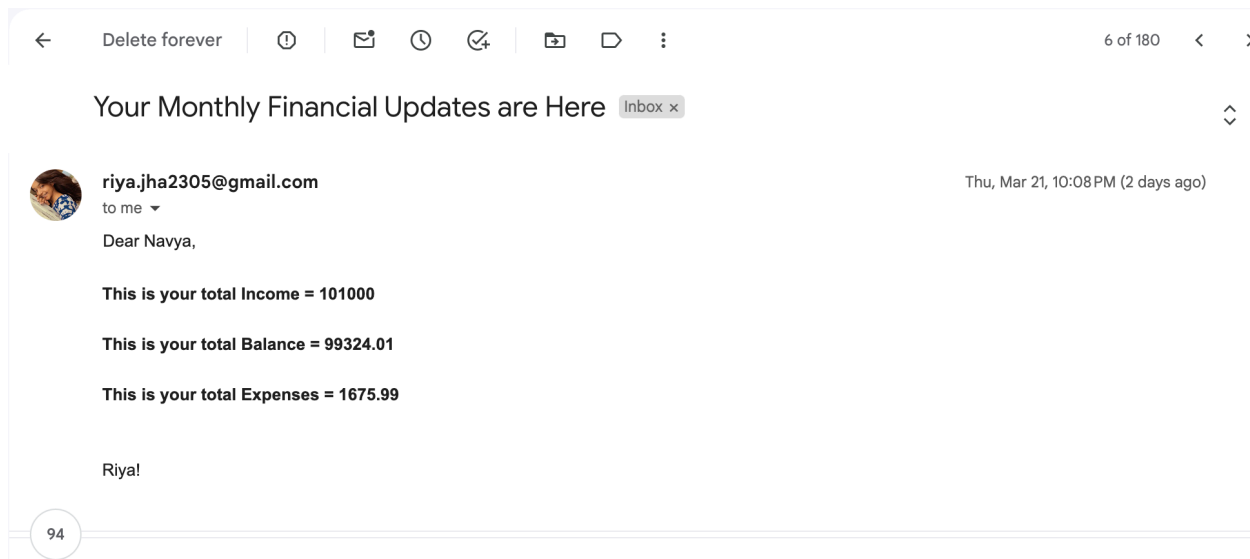 Delete forever
6 of 180
Your Monthly Financial Updates are Here Inbox x
riya.jha2305@gmail.com Thu, Mar 21, 10:08 PM (2 days ago)
to me
Dear Navya,
This is your total Income = 101000
This is your total Balance = 99324.01
This is your total Expenses = 1675.99
Riya!
94